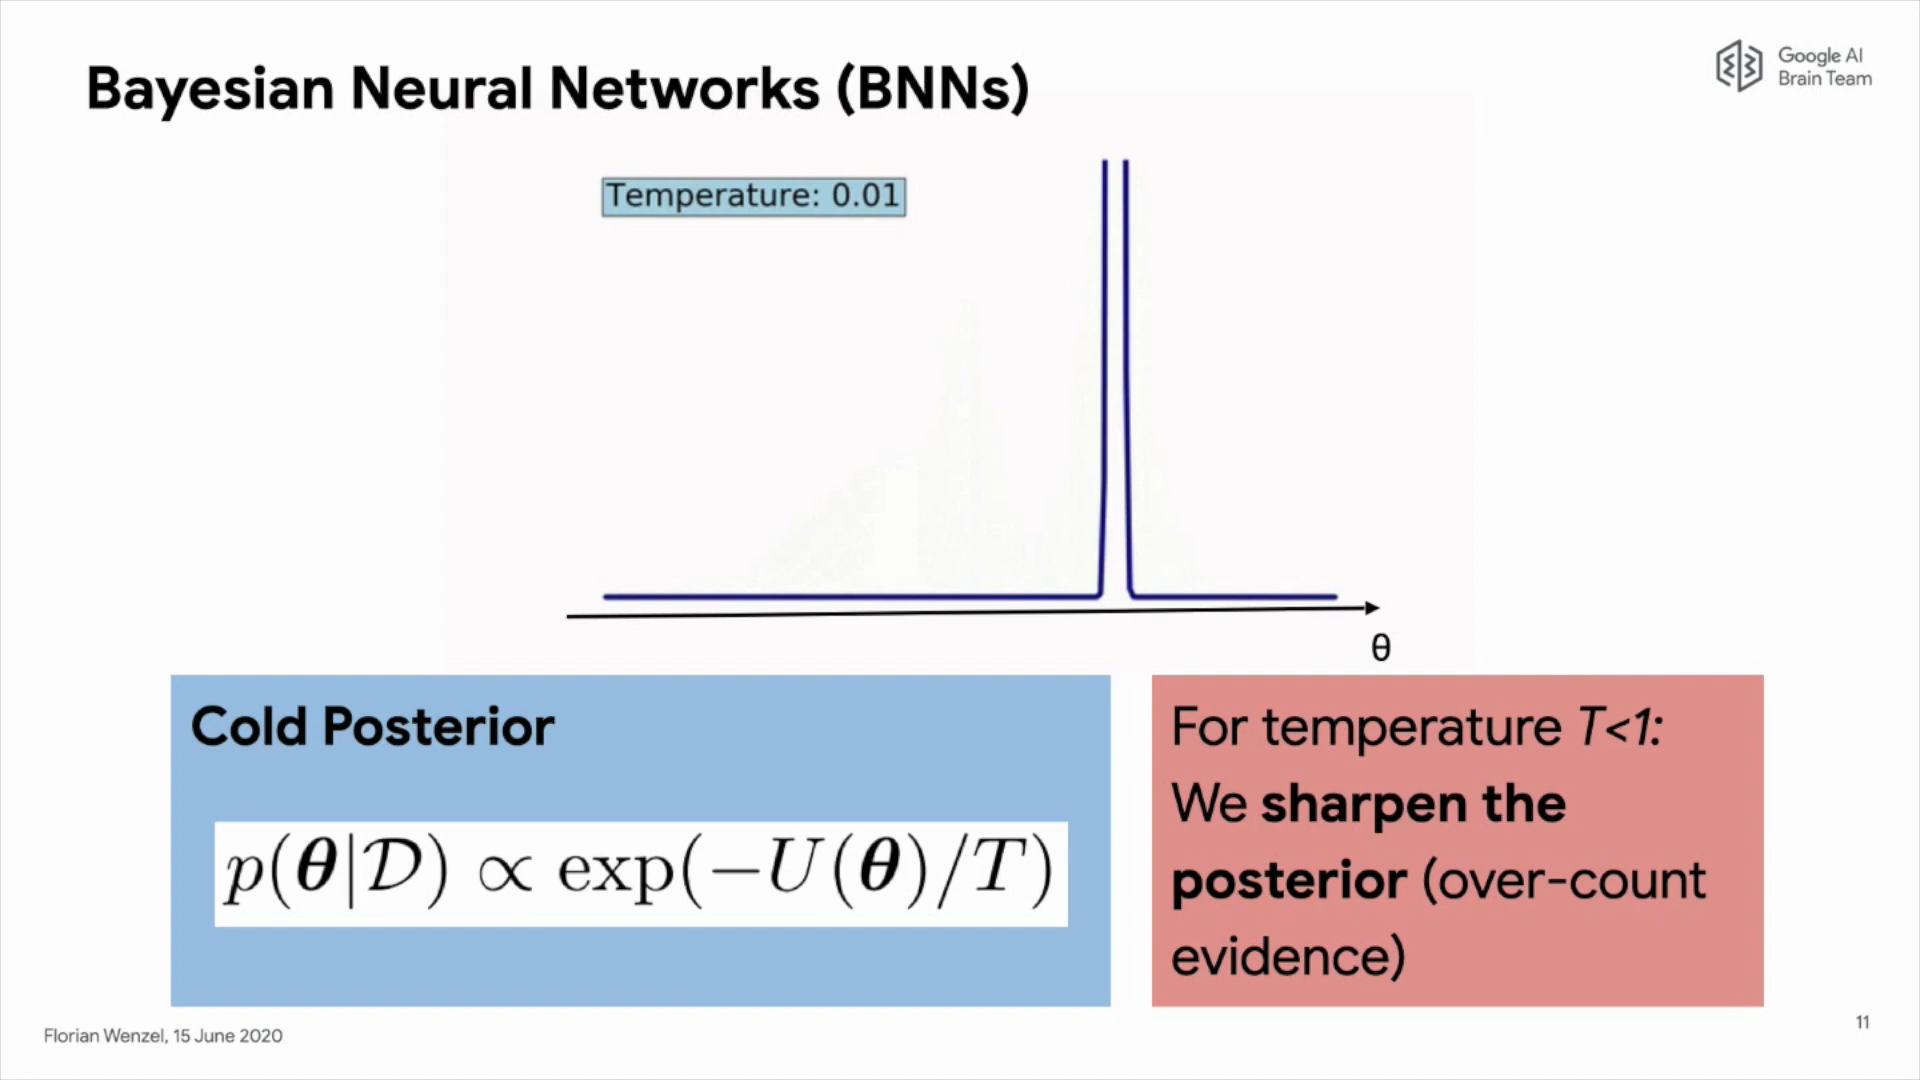 Bayesian Neural Networks (BNNs)
Google AI
Brain Team
Temperature: 0.01
θ
Cold Posterior
p(θ|𝒟) ∝ exp(−U(θ)/T)
For temperature T<1:
We sharpen the
posterior (over-count
evidence)
Florian Wenzel, 15 June 2020
11